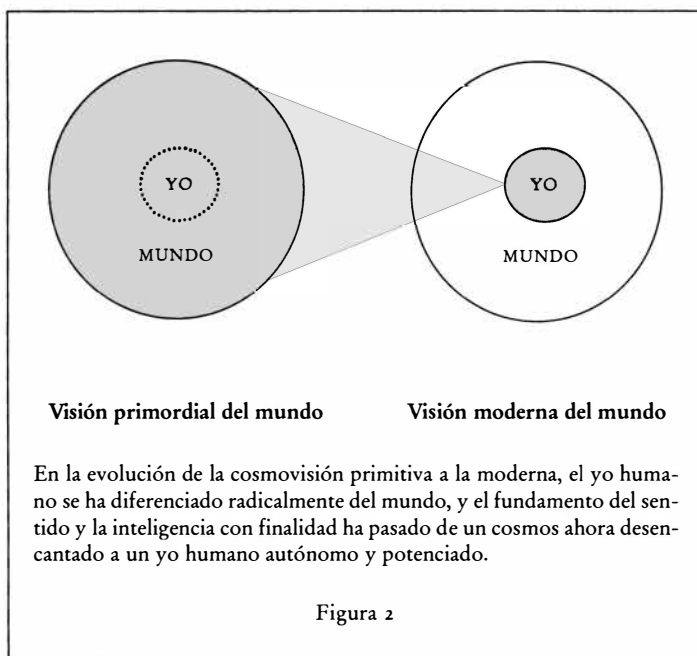 YO
MUNDO
YO
MUNDO
Visión primordial del mundo
Visión moderna del mundo
En la evolución de la cosmovisión primitiva a la moderna, el yo huma-
no se ha diferenciado radicalmente del mundo, y el fundamento del sen-
tido y la inteligencia con finalidad ha pasado de un cosmos ahora desen-
cantado a un yo humano autónomo y potenciado.
Figura 2